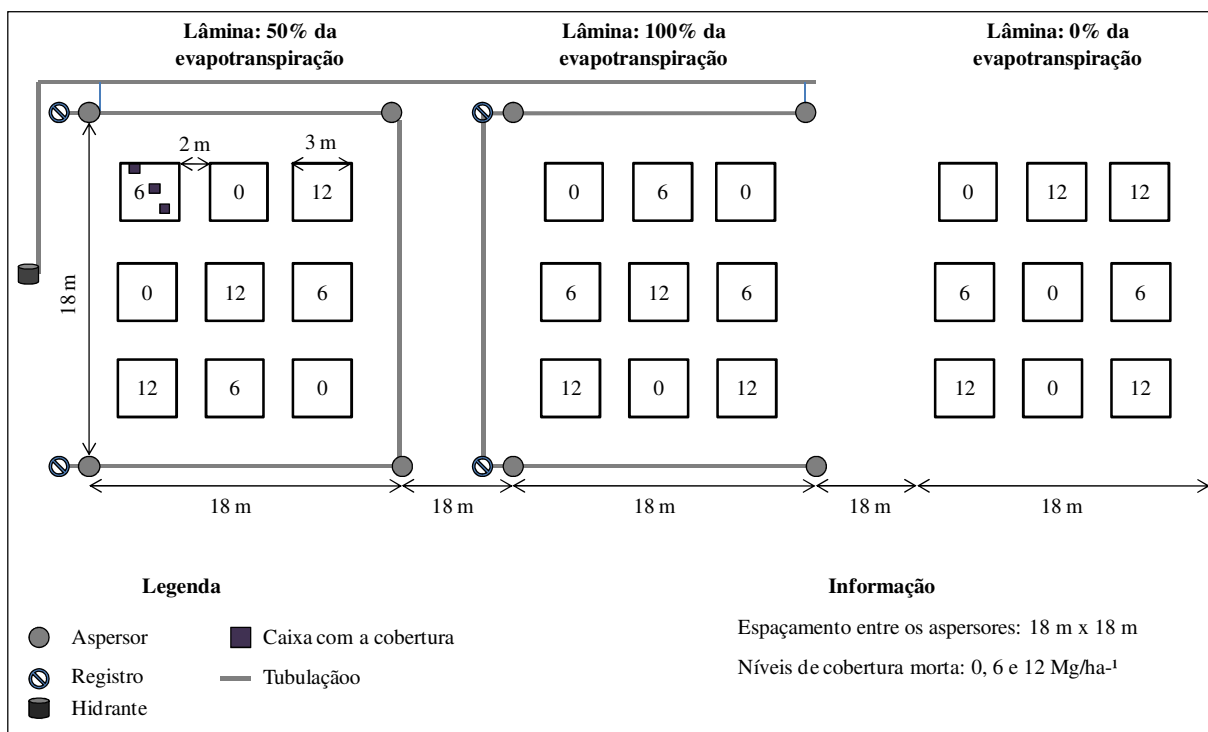 Lâmina: 50% da
evapotranspiração
Lâmina: 100% da
evapotranspiração
Lâmina: 0% da
evapotranspiração
2 m
3 m
6
0
12
0
6
0
0
12
12
18 m
0
12
6
6
12
6
6
0
6
12
6
0
12
0
12
12
0
12
18 m
18 m
18 m
18 m
18 m
Legenda
Informação
Aspersor
Caixa com a cobertura
Registro
Tubulaçãoo
Hidrante
Espaçamento entre os aspersores: 18 m x 18 m
Níveis de cobertura morta: 0, 6 e 12 Mg/ha-¹